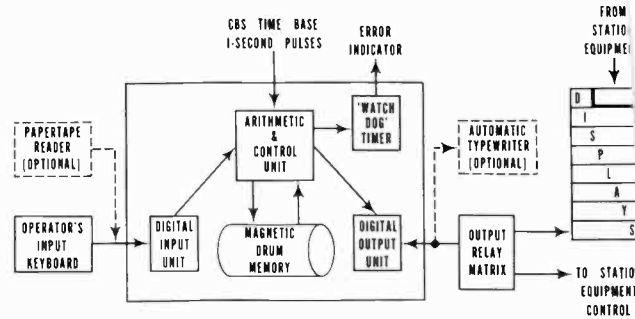 CBS TIME BASE
1-SECOND PULSES
ERROR
INDICATOR
FROM
STATIO
EQUIPME
PAPERTAPE
READER
(OPTIONAL)
ARITHMETIC
&
CONTROL
UNIT
'WATCH
DOG'
TIMER
AUTOMATIC
TYPEWRITER
(OPTIONAL)
D
I
S
P
L
A
Y
S
OPERATOR'S
INPUT
KEYBOARD
DIGITAL
INPUT
UNIT
MAGNETIC
DRUM
MEMORY
DIGITAL
OUTPUT
UNIT
OUTPUT
RELAY
MATRIX
TO STATIO
EQUIPMENT
CONTROL